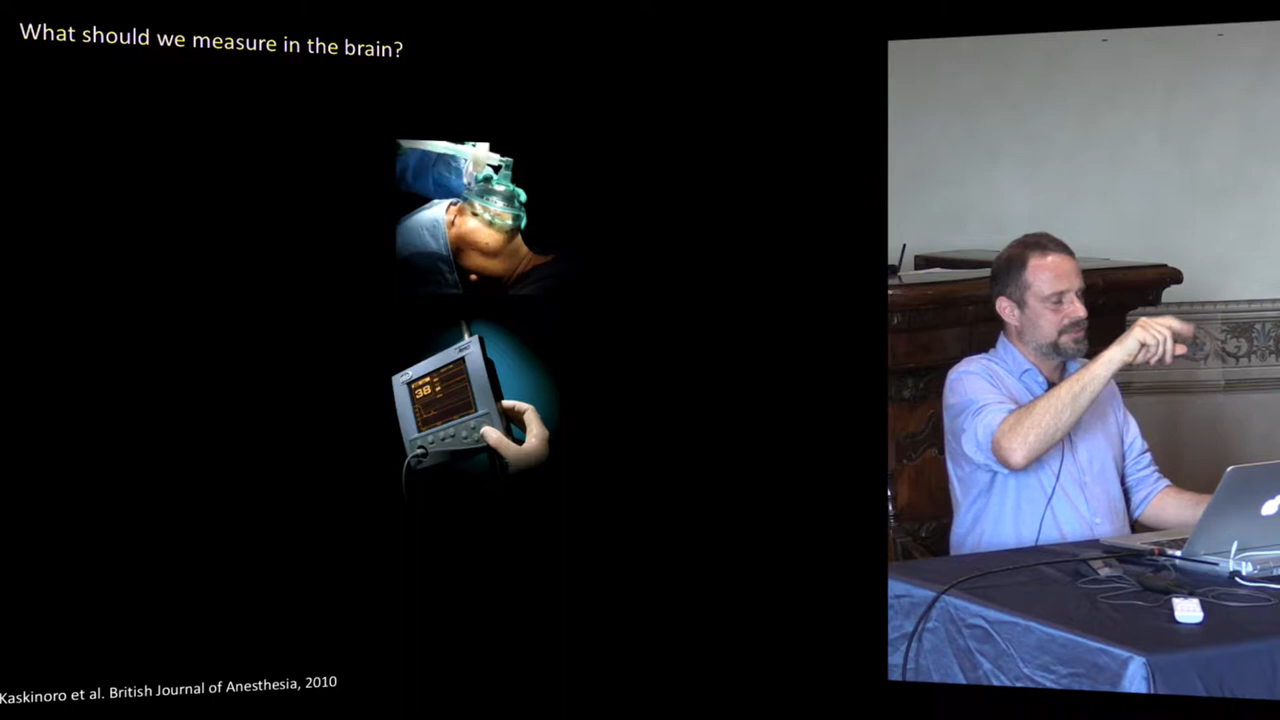 What should we measure in the brain?
38
Kaskinoro et al. British Journal of Anesthesia, 2010